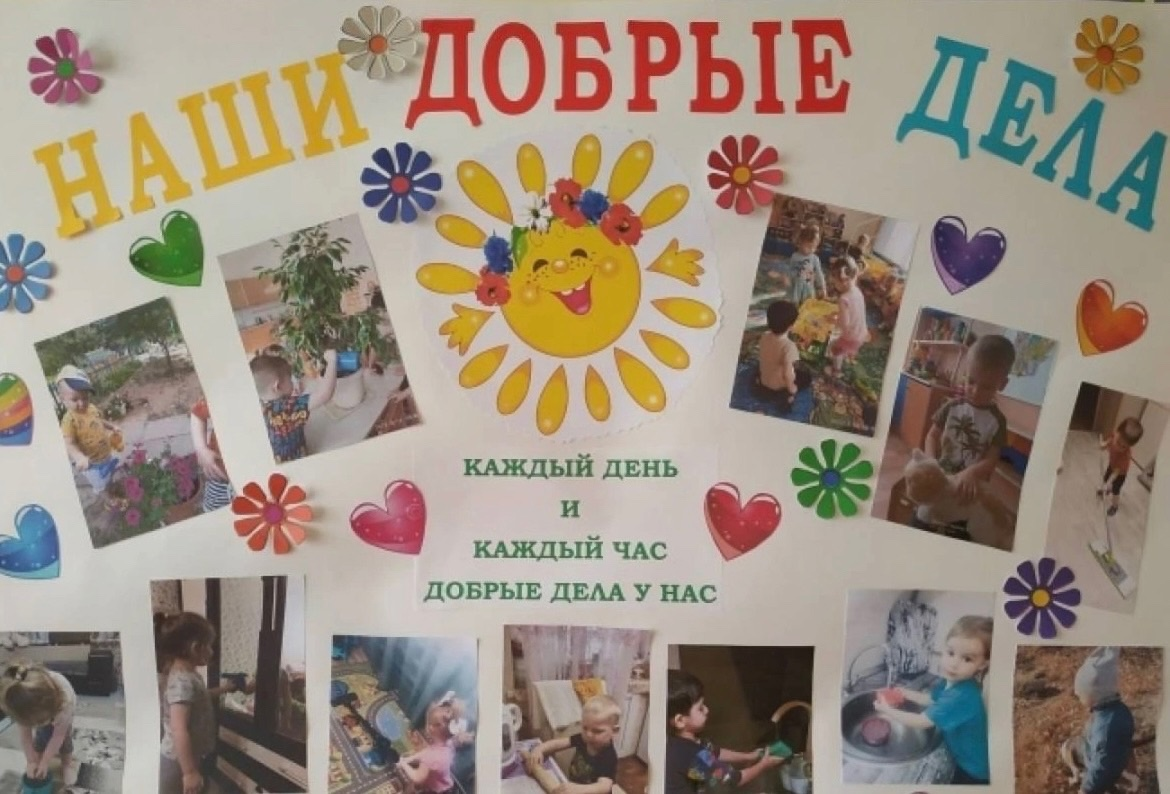 НАШИ ДОБРЫЕ ДЕЛА
КАЖДЫЙ ДЕНЬ
И
КАЖДЫЙ ЧАС
ДОБРЫЕ ДЕЛА У НАС